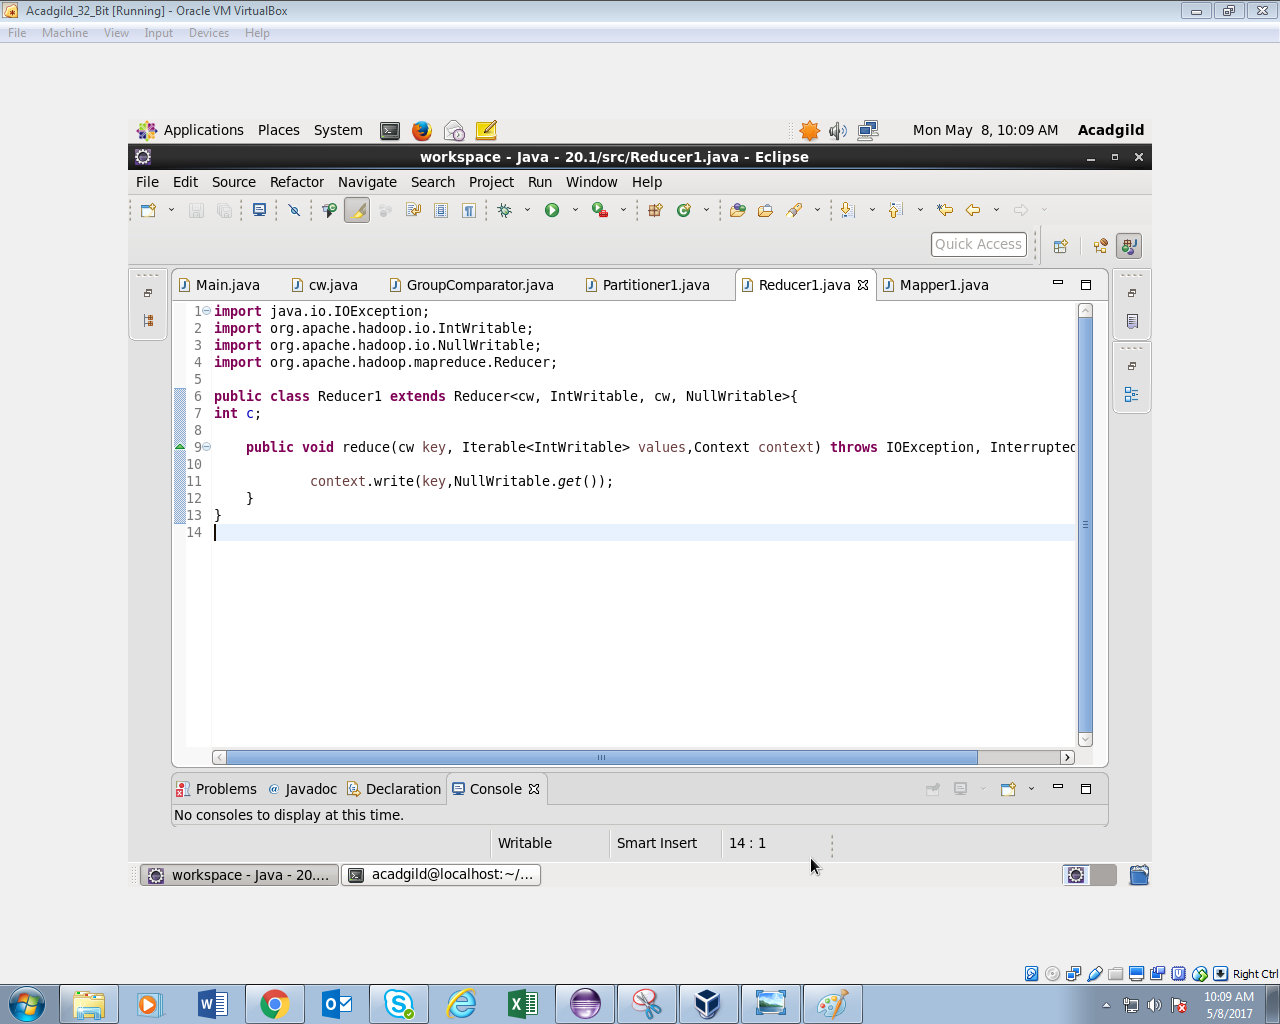 Acadgild_32_Bit [Running] - Oracle VM VirtualBox
File Machine View Input Devices Help
Applications Places System Mon May 8, 10:09 AM Acadgild
workspace - Java - 20.1/src/Reducer1.java - Eclipse
File Edit Source Refactor Navigate Search Project Run Window Help
Quick Access
Main.java cw.java GroupComparator.java Partitioner1.java Reducer1.java Mapper1.java
1 import java.io.IOException;
2 import org.apache.hadoop.io.IntWritable;
3 import org.apache.hadoop.io.NullWritable;
4 import org.apache.hadoop.mapreduce.Reducer;
5
6 public class Reducer1 extends Reducer<cw, IntWritable, cw, NullWritable>{
7 int c;
8
9 public void reduce(cw key, Iterable<IntWritable> values,Context context) throws IOException, Interrupted
10
11 context.write(key,NullWritable.get());
12 }
13 }
14
Problems Javadoc Declaration Console
No consoles to display at this time.
Writable Smart Insert 14 : 1
workspace - Java - 20.... acadgild@localhost:~/...
Right Ctrl
10:09 AM
5/8/2017